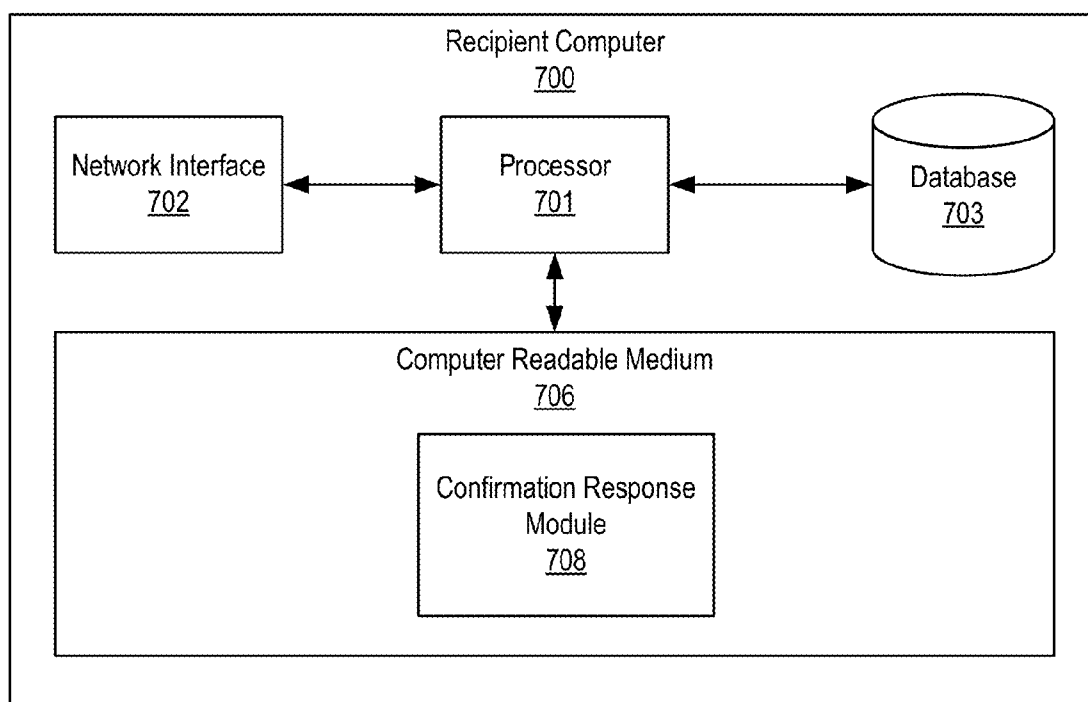 Recipient Computer
700
Network Interface
702
Processor
701
Database
703
Computer Readable Medium
706
Confirmation Response
Module
708